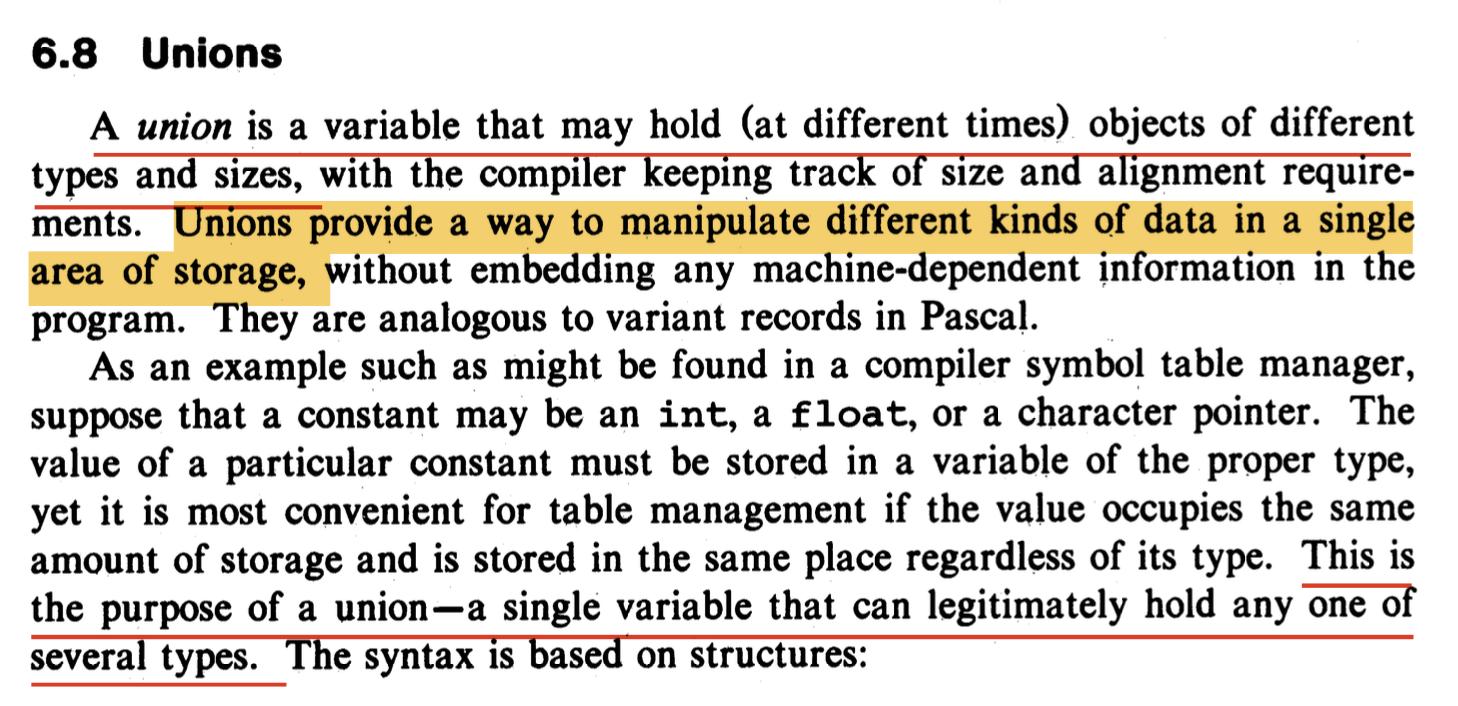 6.8 Unions
A union is a variable that may hold (at different times) objects of different
types and sizes, with the compiler keeping track of size and alignment require-
ments. Unions provide a way to manipulate different kinds of data in a single
area of storage, without embedding any machine-dependent information in the
program. They are analogous to variant records in Pascal.
As an example such as might be found in a compiler symbol table manager,
suppose that a constant may be an int, a float, or a character pointer. The
value of a particular constant must be stored in a variable of the proper type,
yet it is most convenient for table management if the value occupies the same
amount of storage and is stored in the same place regardless of its type. This is
the purpose of a union—a single variable that can legitimately hold any one of
several types. The syntax is based on structures: